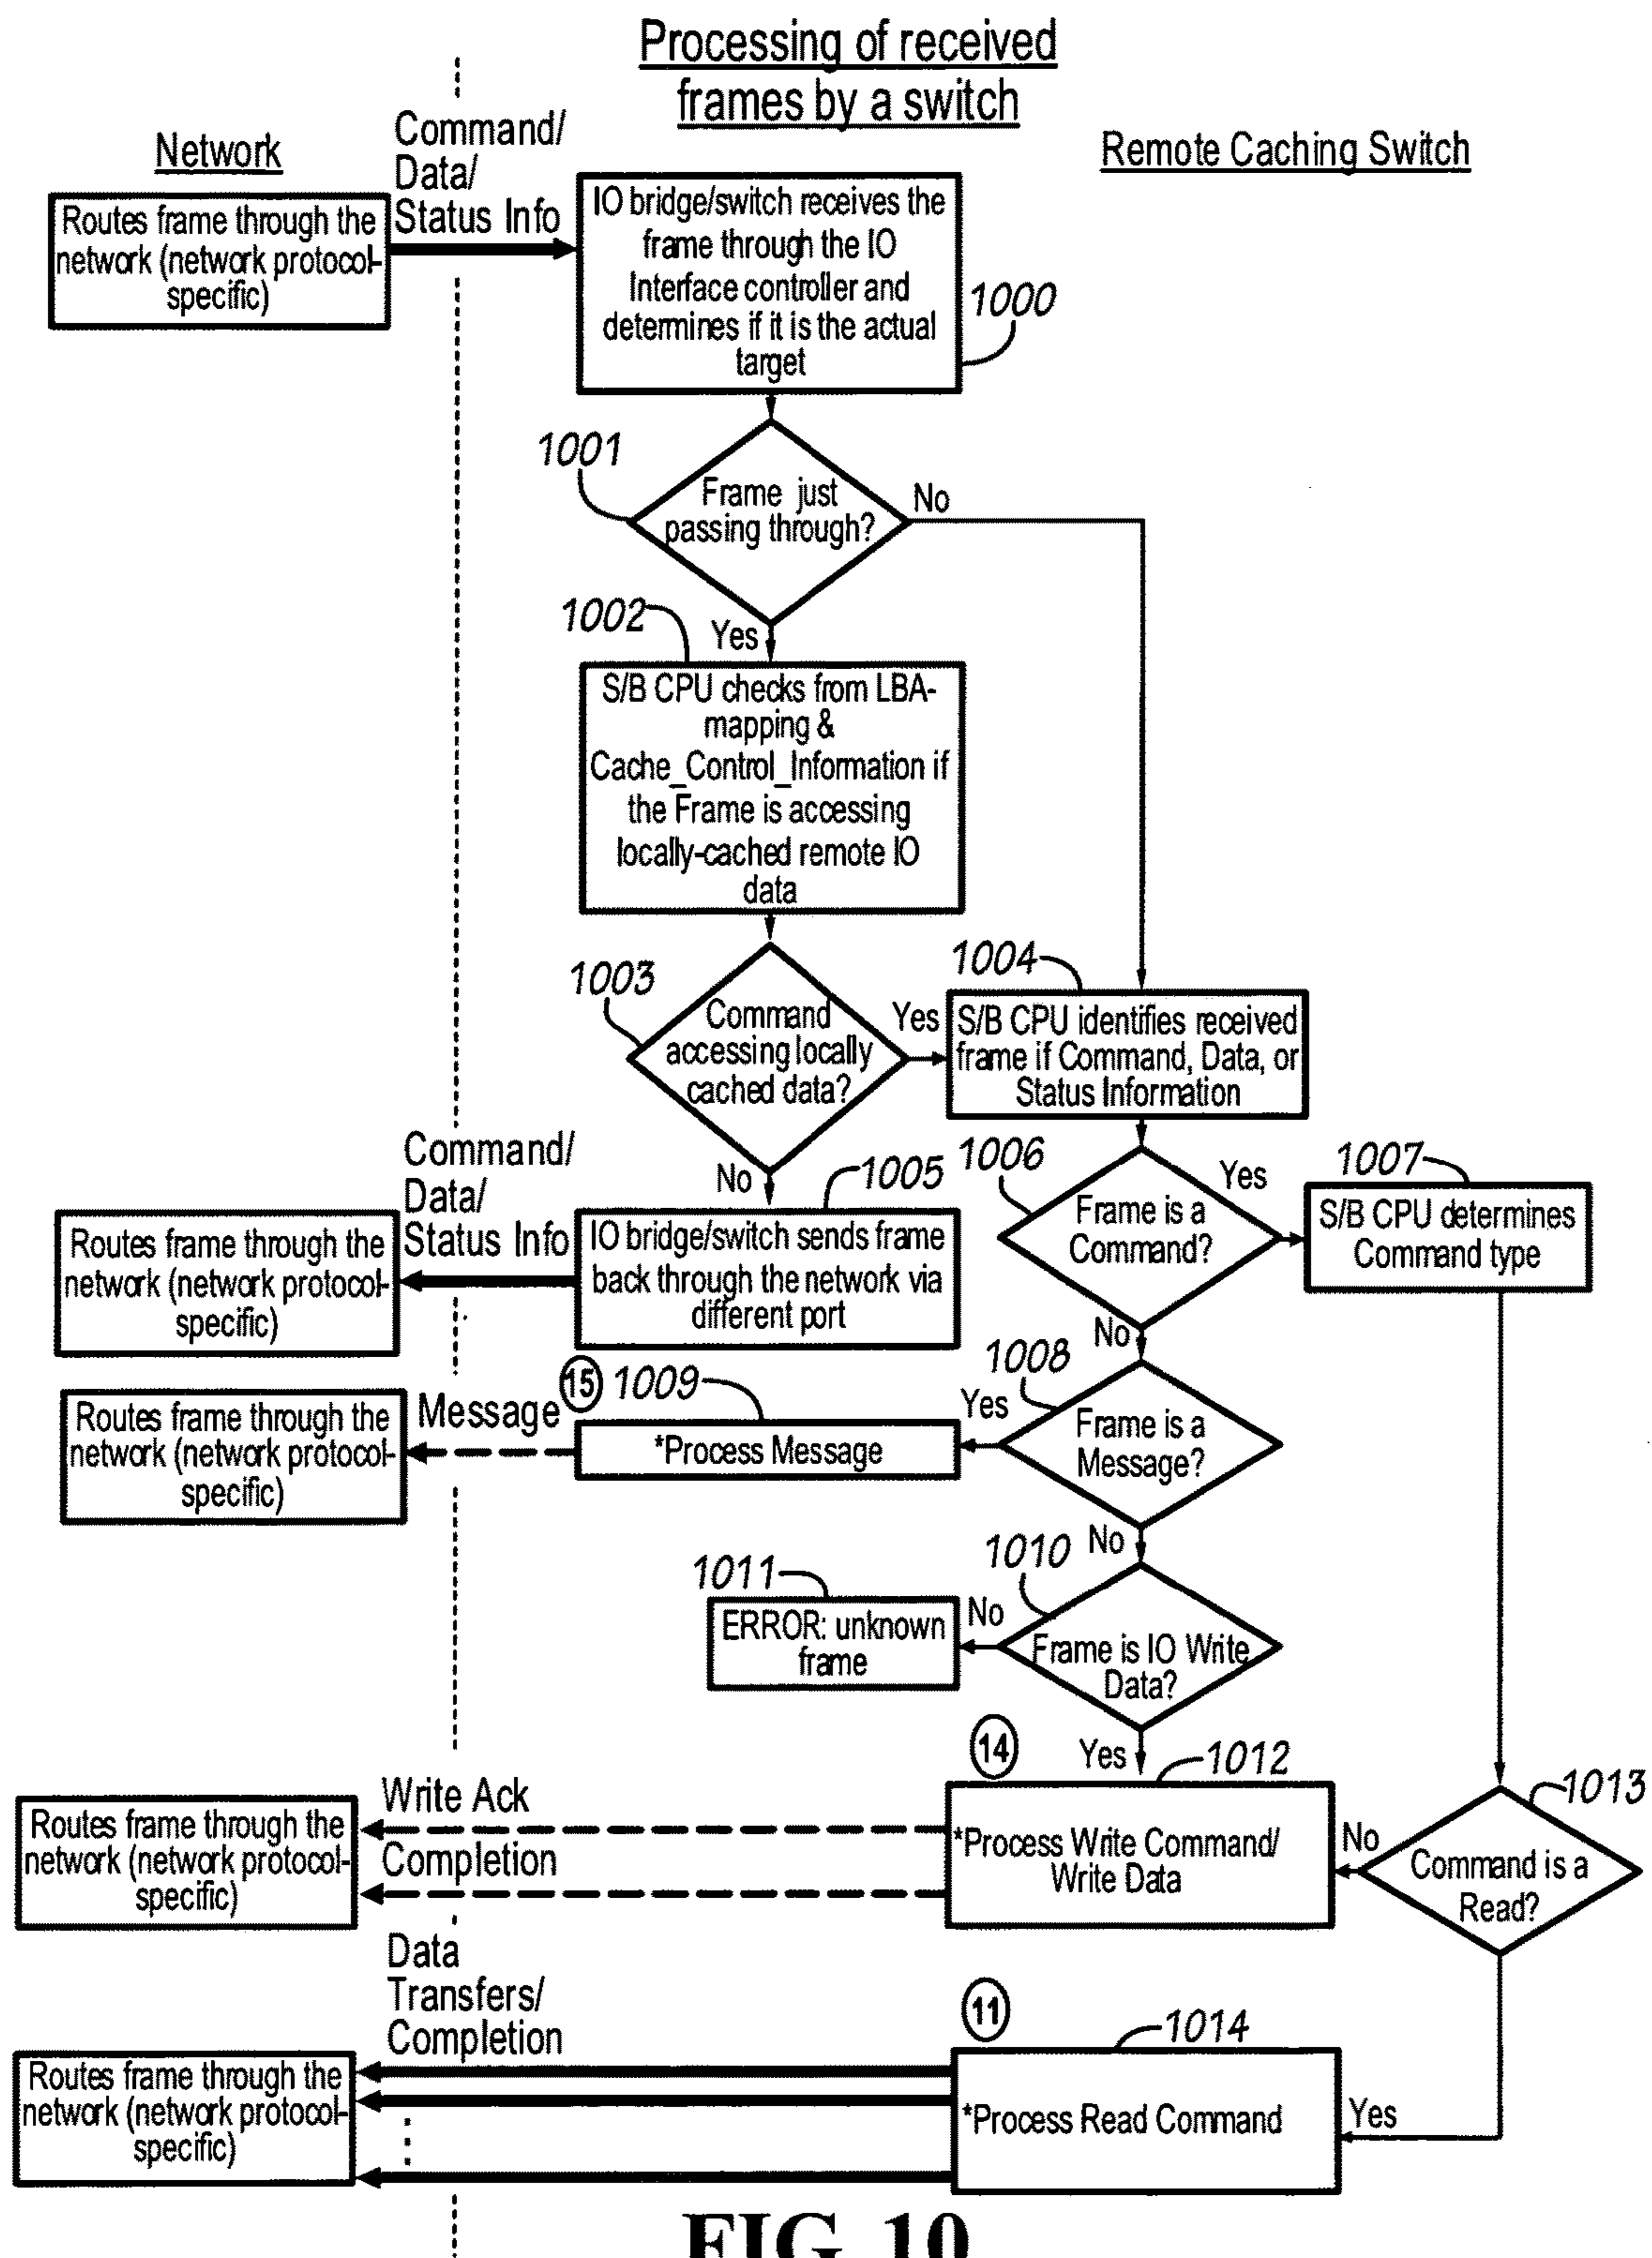 Processing of received
frames by a switch
Network
Command/
Data/
Status Info
Remote Caching Switch
Routes frame through the
network (network protocol-
specific)
IO bridge/switch receives the
frame through the IO
Interface controller and
determines if it is the actual
target
1000
1001
Frame just
passing through?
No
1002
Yes
S/B CPU checks from LBA-
mapping &
Cache_Control_Information if
the Frame is accessing
locally-cached remote IO
data
1003
Command
accessing locally
cached data?
Yes
1004
S/B CPU identifies received
frame if Command, Data, or
Status Information
No
1005
Command/
Data/
Status Info
Routes frame through the
network (network protocol-
specific)
IO bridge/switch sends frame
back through the network via
different port
1006
Frame is a
Command?
Yes
1007
S/B CPU determines
Command type
No
1008
Frame is a
Message?
Yes
15
1009
*Process Message
Message
Routes frame through the
network (network protocol-
specific)
No
1010
Frame is IO Write
Data?
No
1011
ERROR: unknown
frame
Yes
14
1012
*Process Write Command/
Write Data
No
1013
Command is a
Read?
Write Ack
Completion
Routes frame through the
network (network protocol-
specific)
Data
Transfers/
Completion
11
1014
*Process Read Command
Yes
Routes frame through the
network (network protocol-
specific)
FIG. 10